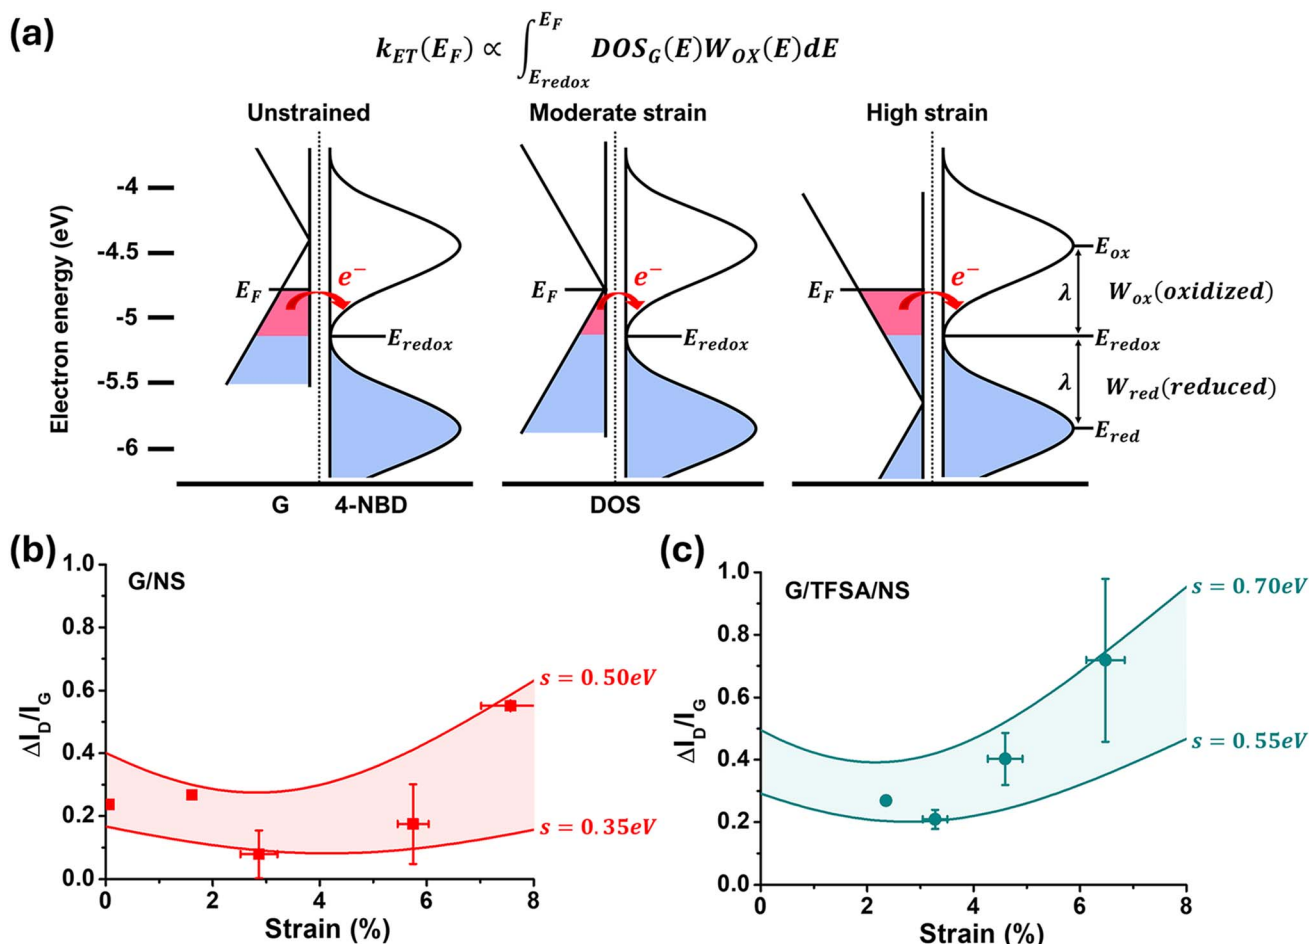 (a)
k_ET(E_F) ∝ ∫_{E_redox}^{E_F} DOS_G(E)W_OX(E)dE
Unstrained Moderate strain High strain
Electron energy (eV)
-4
-4.5
-5
-5.5
-6
E_F e⁻ E_redox
E_F e⁻ E_redox
E_F e⁻
E_ox
λ W_ox(oxidized)
E_redox
λ W_red(reduced)
E_red
G 4-NBD DOS
(b)
G/NS
ΔI_D/I_G
1.0
0.8
0.6
0.4
0.2
0.0
0 2 4 6 8
Strain (%)
s = 0.50eV
s = 0.35eV
(c)
G/TFSA/NS
ΔI_D/I_G
1.0
0.8
0.6
0.4
0.2
0.0
0 2 4 6 8
Strain (%)
s = 0.70eV
s = 0.55eV